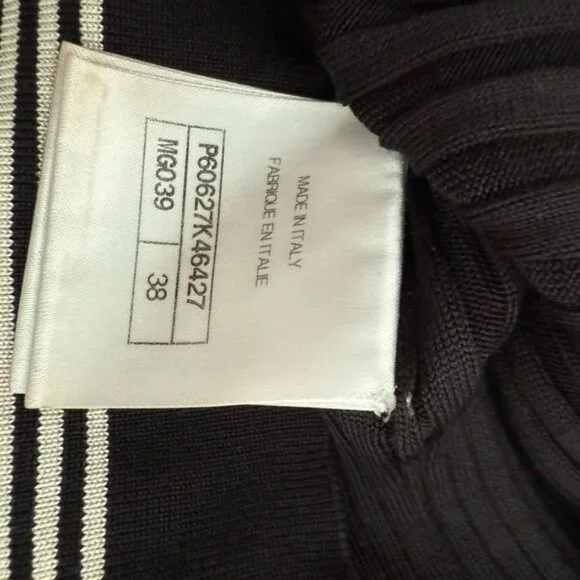 MADE IN ITALY
FABRIQUE EN ITALIE
P60627K46427
MG039 38